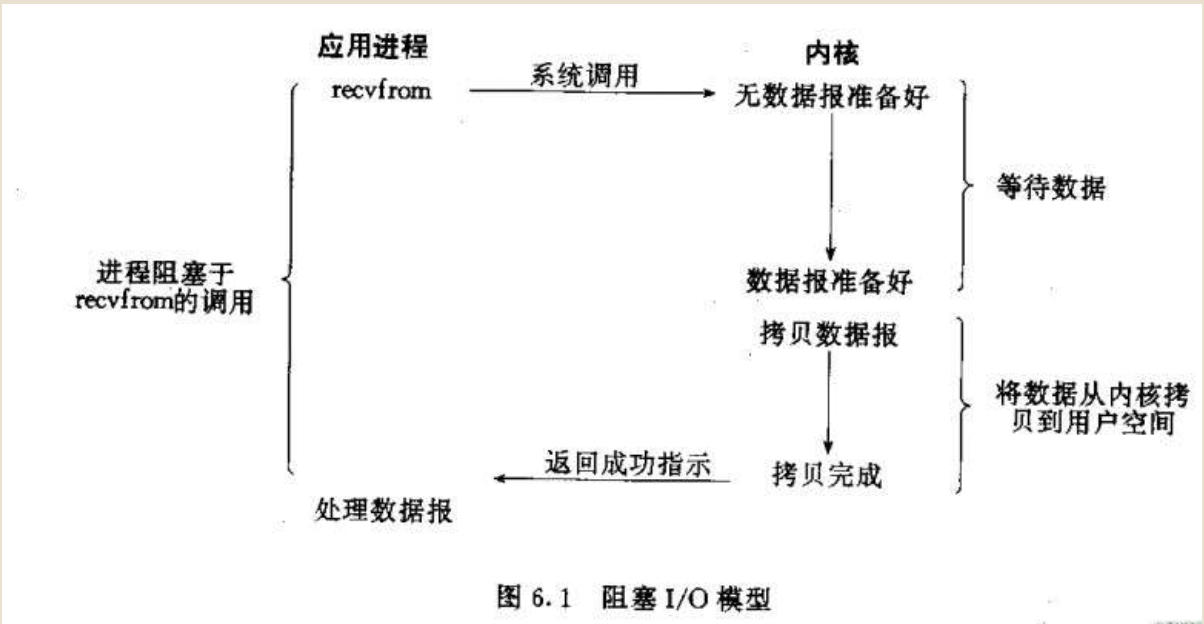 应用进程
内核
recvfrom
系统调用
无数据报准备好
等待数据
进程阻塞于
recvfrom的调用
数据报准备好
拷贝数据报
将数据从内核拷
贝到用户空间
返回成功指示
拷贝完成
处理数据报
图 6.1 阻塞 I/O 模型